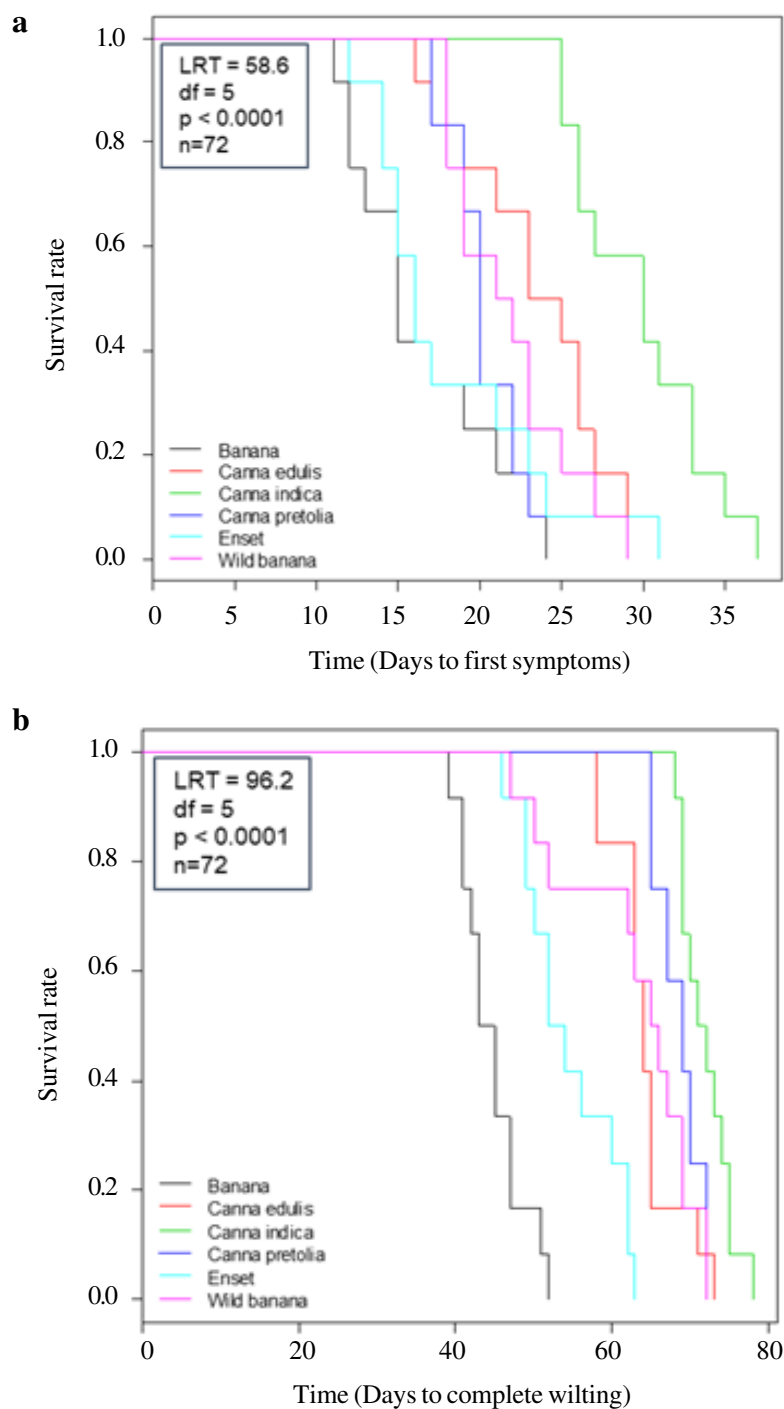 a
1.0
0.8
0.6
0.4
0.2
0.0
Survival rate
LRT = 58.6
df = 5
p < 0.0001
n=72
Banana
Canna edulis
Canna indica
Canna pretolia
Enset
Wild banana
0 5 10 15 20 25 30 35
Time (Days to first symptoms)
b
1.0
0.8
0.6
0.4
0.2
0.0
Survival rate
LRT = 96.2
df = 5
p < 0.0001
n=72
Banana
Canna edulis
Canna indica
Canna pretolia
Enset
Wild banana
0 20 40 60 80
Time (Days to complete wilting)